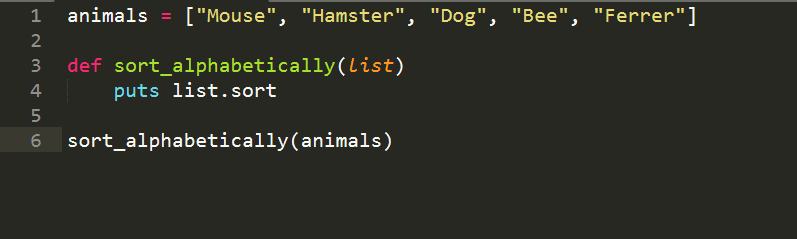 1 animals = ["Mouse", "Hamster", "Dog", "Bee", "Ferrer"]
2
3 def sort_alphabetically(list)
4     puts list.sort
5
6 sort_alphabetically(animals)